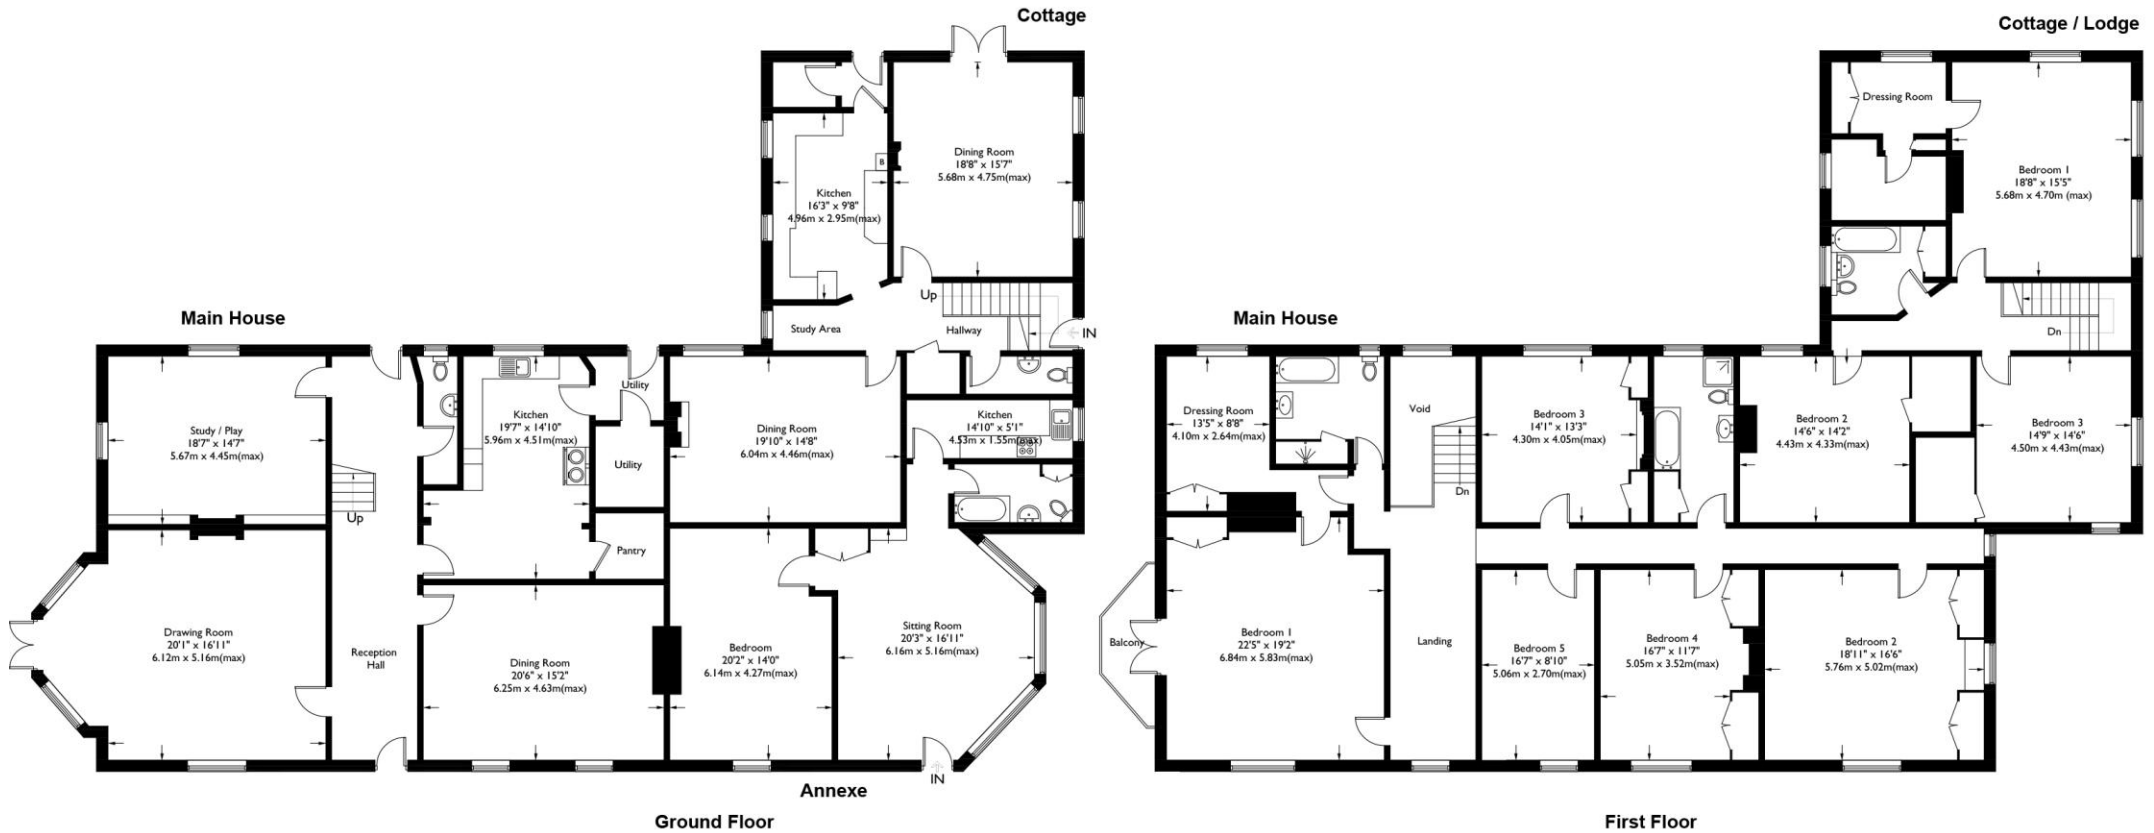 Cottage
Cottage / Lodge
Main House
Dining Room
18'8" x 15'7"
5.68m x 4.75m(max)
B
Kitchen
16'3" x 9'8"
4.96m x 2.95m(max)
Up
Study Area
Hallway
IN
Study / Play
18'7" x 14'7"
5.67m x 4.45m(max)
Up
Kitchen
19'7" x 14'10"
5.96m x 4.51m(max)
Utility
Utility
Pantry
Dining Room
19'10" x 14'8"
6.04m x 4.46m(max)
Kitchen
14'10" x 5'1"
4.53m x 1.55m(max)
Drawing Room
20'1" x 16'11"
6.12m x 5.16m(max)
Reception
Hall
Dining Room
20'6" x 15'2"
6.25m x 4.63m(max)
Bedroom
20'2" x 14'0"
6.14m x 4.27m(max)
Sitting Room
20'3" x 16'11"
6.16m x 5.16m(max)
IN
Annexe
Ground Floor
Dressing Room
Bedroom 1
18'8" x 15'5"
5.68m x 4.70m (max)
Dn
Main House
Dressing Room
13'5" x 8'8"
4.10m x 2.64m(max)
Void
Dn
Bedroom 3
14'1" x 13'3"
4.30m x 4.05m(max)
Bedroom 2
14'6" x 14'2"
4.43m x 4.33m(max)
Bedroom 3
14'9" x 14'6"
4.50m x 4.43m(max)
Balcony
Bedroom 1
22'5" x 19'2"
6.84m x 5.83m(max)
Landing
Bedroom 5
16'7" x 8'10"
5.06m x 2.70m(max)
Bedroom 4
16'7" x 11'7"
5.05m x 3.52m(max)
Bedroom 2
18'11" x 16'6"
5.76m x 5.02m(max)
First Floor